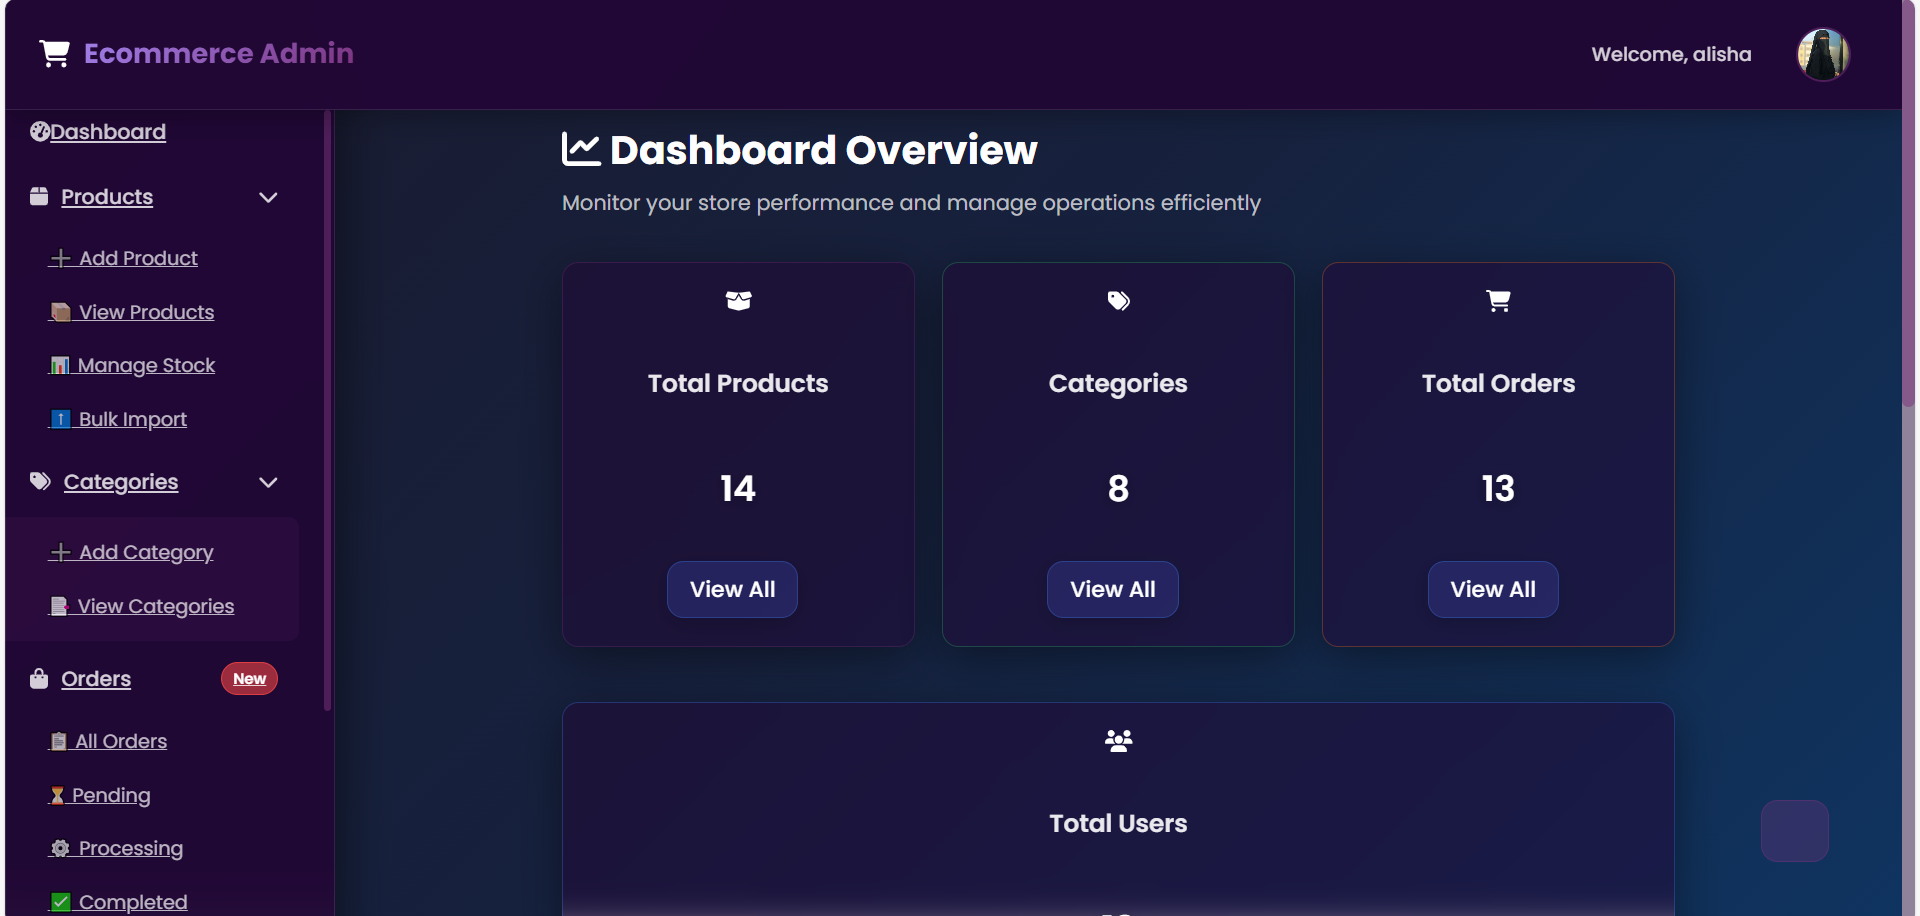 Ecommerce Admin
Welcome, alisha
Dashboard
Products
Add Product
View Products
Manage Stock
Bulk Import
Categories
Add Category
View Categories
Orders
New
All Orders
Pending
Processing
Completed
Dashboard Overview
Monitor your store performance and manage operations efficiently
Total Products
14
View All
Categories
8
View All
Total Orders
13
View All
Total Users